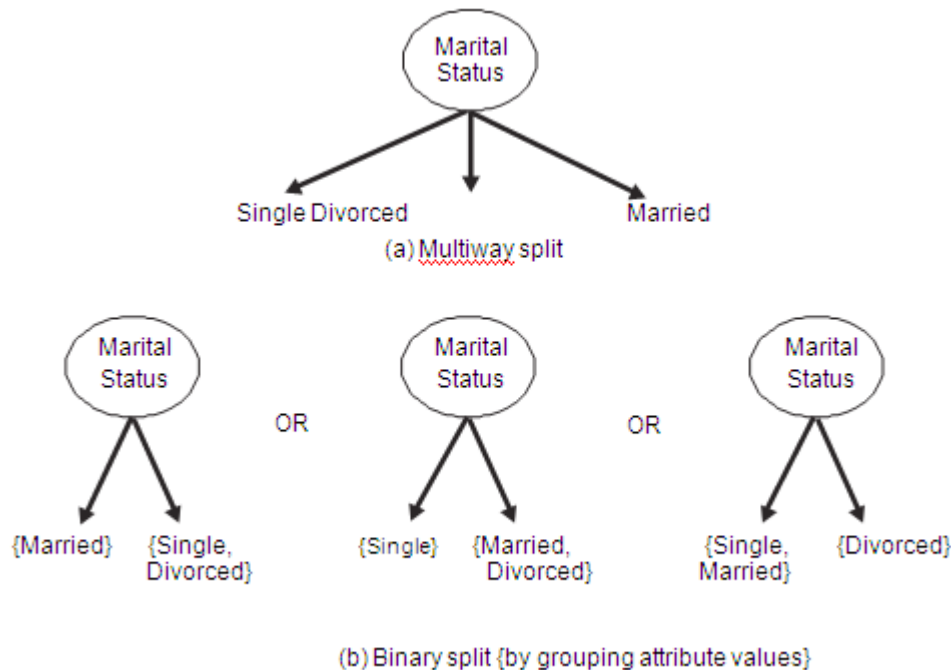 Marital
Status
Single Divorced Married
(a) Multiway split
Marital
Status
OR
Marital
Status
OR
Marital
Status
{Married} {Single,
Divorced}
{Single} {Married,
Divorced}
{Single,
Married} {Divorced}
(b) Binary split {by grouping attribute values}